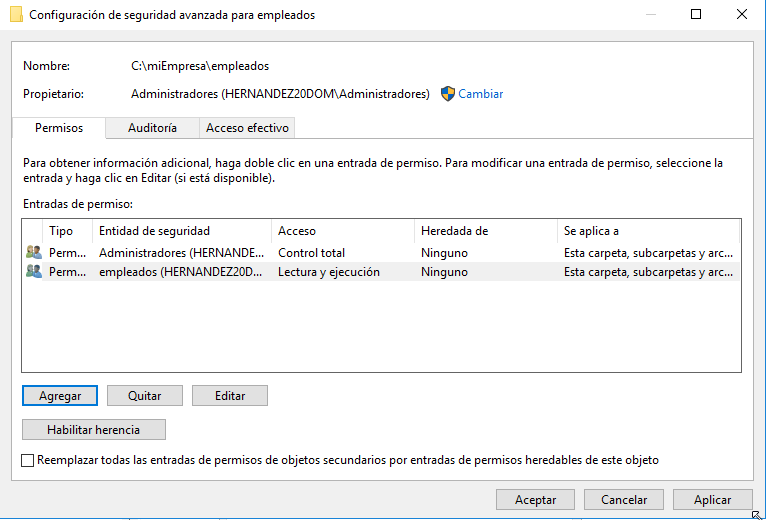 Configuración de seguridad avanzada para empleados
Nombre: C:\miEmpresa\empleados
Propietario: Administradores (HERNANDEZ20DOM\Administradores) Cambiar
Permisos Auditoría Acceso efectivo
Para obtener información adicional, haga doble clic en una entrada de permiso. Para modificar una entrada de permiso, seleccione la
entrada y haga clic en Editar (si está disponible).
Entradas de permiso:
Tipo Entidad de seguridad Acceso Heredada de Se aplica a
Perm... Administradores (HERNANDE... Control total Ninguno Esta carpeta, subcarpetas y arc...
Perm... empleados (HERNANDEZ20D... Lectura y ejecución Ninguno Esta carpeta, subcarpetas y arc...
Agregar Quitar Editar
Habilitar herencia
Reemplazar todas las entradas de permisos de objetos secundarios por entradas de permisos heredables de este objeto
Aceptar Cancelar Aplicar